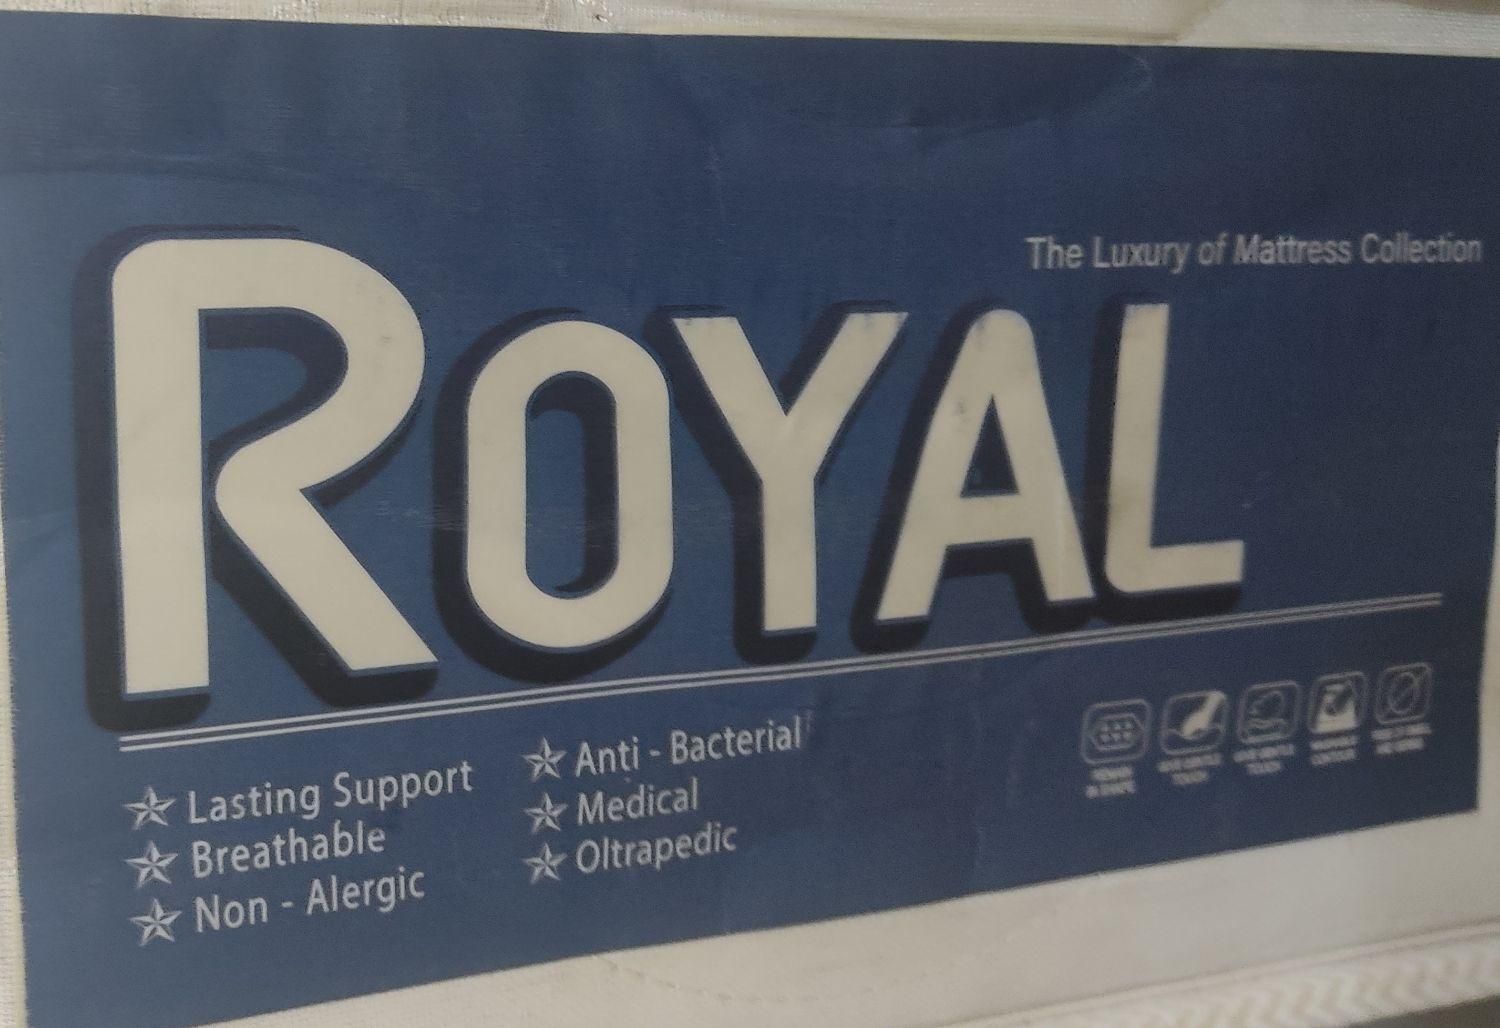 The Luxury of Mattress Collection
ROYAL
Lasting Support
Breathable
Non - Alergic
Anti - Bacterial
Medical
Oltrapedic